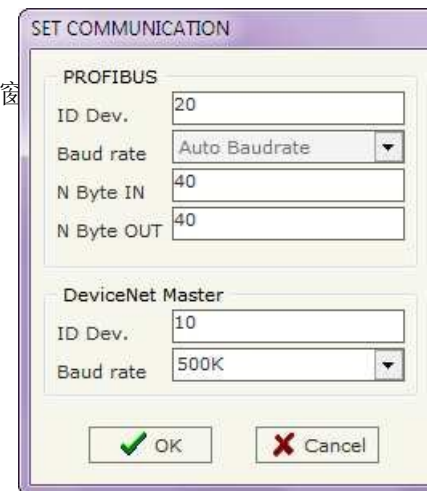 SET COMMUNICATION
窗
PROFIBUS
ID Dev. 20
Baud rate Auto Baudrate
N Byte IN 40
N Byte OUT 40
DeviceNet Master
ID Dev. 10
Baud rate 500K
OK Cancel